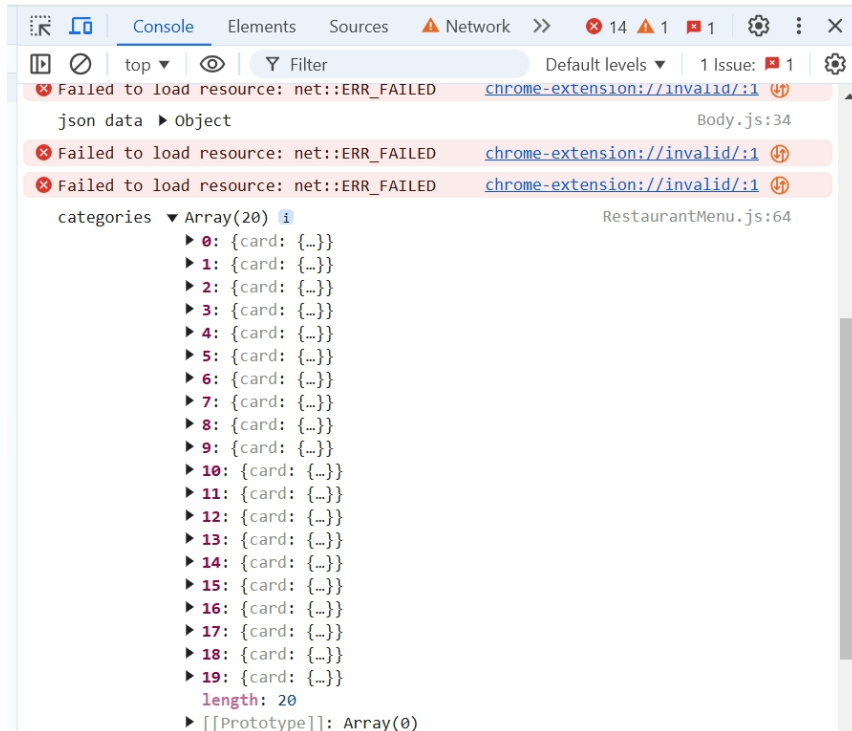 Console Elements Sources Network 14 1 1
top Filter Default levels 1 Issue: 1
Failed to load resource: net::ERR_FAILED chrome-extension://invalid/:1
json data Object Body.js:34
Failed to load resource: net::ERR_FAILED chrome-extension://invalid/:1
Failed to load resource: net::ERR_FAILED chrome-extension://invalid/:1
categories Array(20) i RestaurantMenu.js:64
0: {card: {…}}
1: {card: {…}}
2: {card: {…}}
3: {card: {…}}
4: {card: {…}}
5: {card: {…}}
6: {card: {…}}
7: {card: {…}}
8: {card: {…}}
9: {card: {…}}
10: {card: {…}}
11: {card: {…}}
12: {card: {…}}
13: {card: {…}}
14: {card: {…}}
15: {card: {…}}
16: {card: {…}}
17: {card: {…}}
18: {card: {…}}
19: {card: {…}}
length: 20
[[Prototype]]: Array(0)